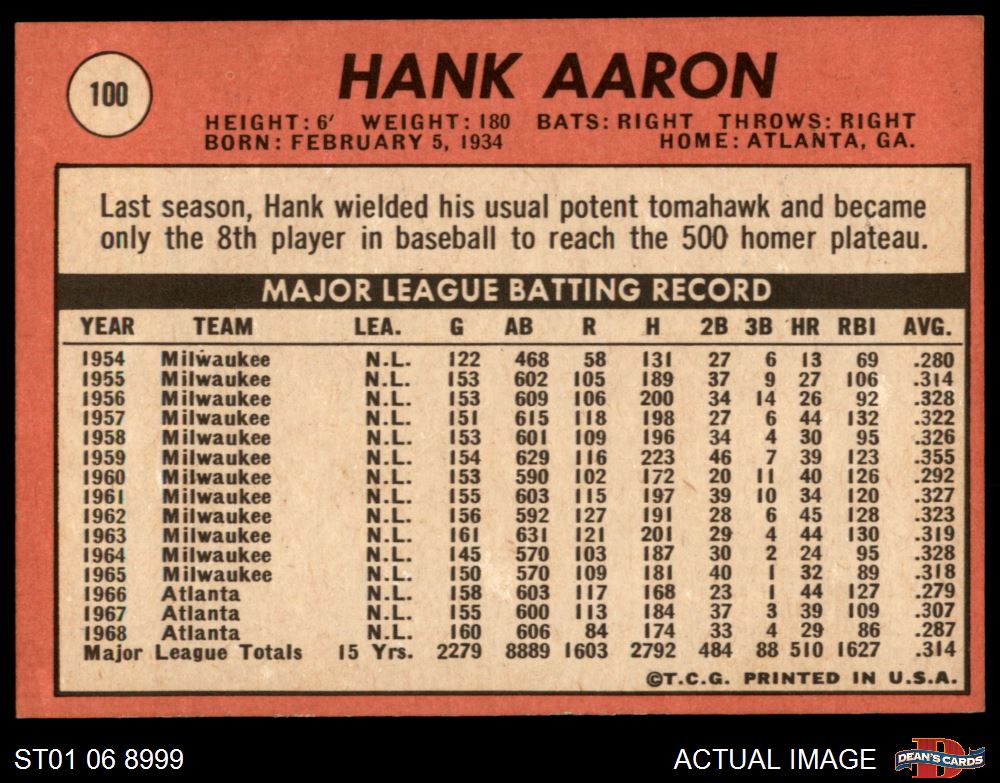 100
HANK AARON
HEIGHT: 6' WEIGHT: 180 BATS: RIGHT THROWS: RIGHT
BORN: FEBRUARY 5, 1934 HOME: ATLANTA, GA.
Last season, Hank wielded his usual potent tomahawk and became
only the 8th player in baseball to reach the 500 homer plateau.
MAJOR LEAGUE BATTING RECORD
YEAR TEAM LEA. G AB R H 2B 3B HR RBI AVG.
1954 Milwaukee N.L. 122 468 58 131 27 6 13 69 .280
1955 Milwaukee N.L. 153 602 105 189 37 9 27 106 .314
1956 Milwaukee N.L. 153 609 106 200 34 14 26 92 .328
1957 Milwaukee N.L. 151 615 118 198 27 6 44 132 .322
1958 Milwaukee N.L. 153 601 109 196 34 4 30 95 .326
1959 Milwaukee N.L. 154 629 116 223 46 7 39 123 .355
1960 Milwaukee N.L. 153 590 102 172 20 11 40 126 .292
1961 Milwaukee N.L. 155 603 115 197 39 10 34 120 .327
1962 Milwaukee N.L. 156 592 127 191 28 6 45 128 .323
1963 Milwaukee N.L. 161 631 121 201 29 4 44 130 .319
1964 Milwaukee N.L. 145 570 103 187 30 2 24 95 .328
1965 Milwaukee N.L. 150 570 109 181 40 1 32 89 .318
1966 Atlanta N.L. 158 603 117 168 23 1 44 127 .279
1967 Atlanta N.L. 155 600 113 184 37 3 39 109 .307
1968 Atlanta N.L. 160 606 84 174 33 4 29 86 .287
Major League Totals 15 Yrs. 2279 8889 1603 2792 484 88 510 1627 .314
©T.C.G. PRINTED IN U.S.A.
ST01 06 8999 ACTUAL IMAGE D DEAN'S CARDS